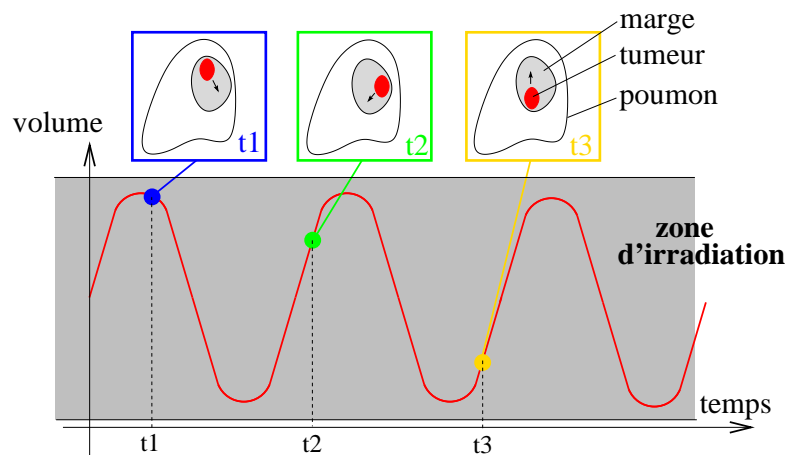 marge
tumeur
poumon
volume
t1
t2
t3
zone
d'irradiation
temps
t1
t2
t3